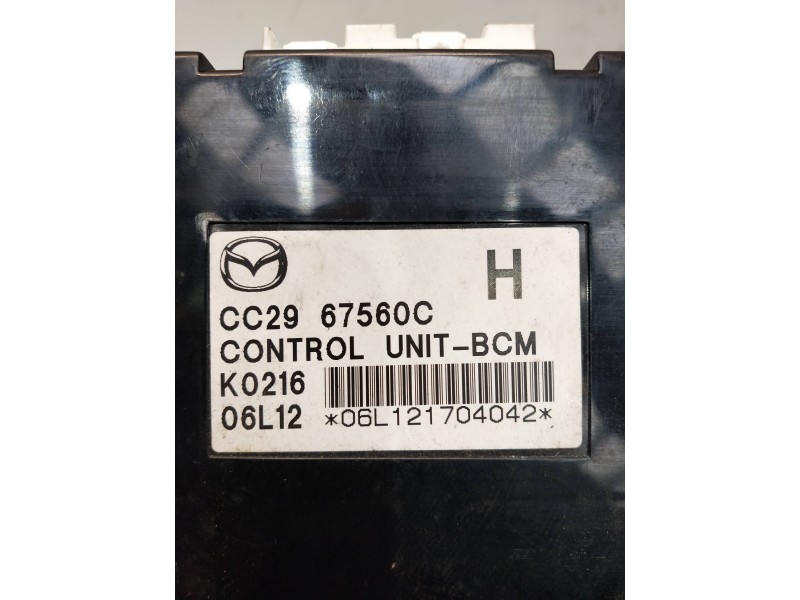 H
CC29 67560C
CONTROL UNIT-BCM
K0216
06L12 *06L121704042*